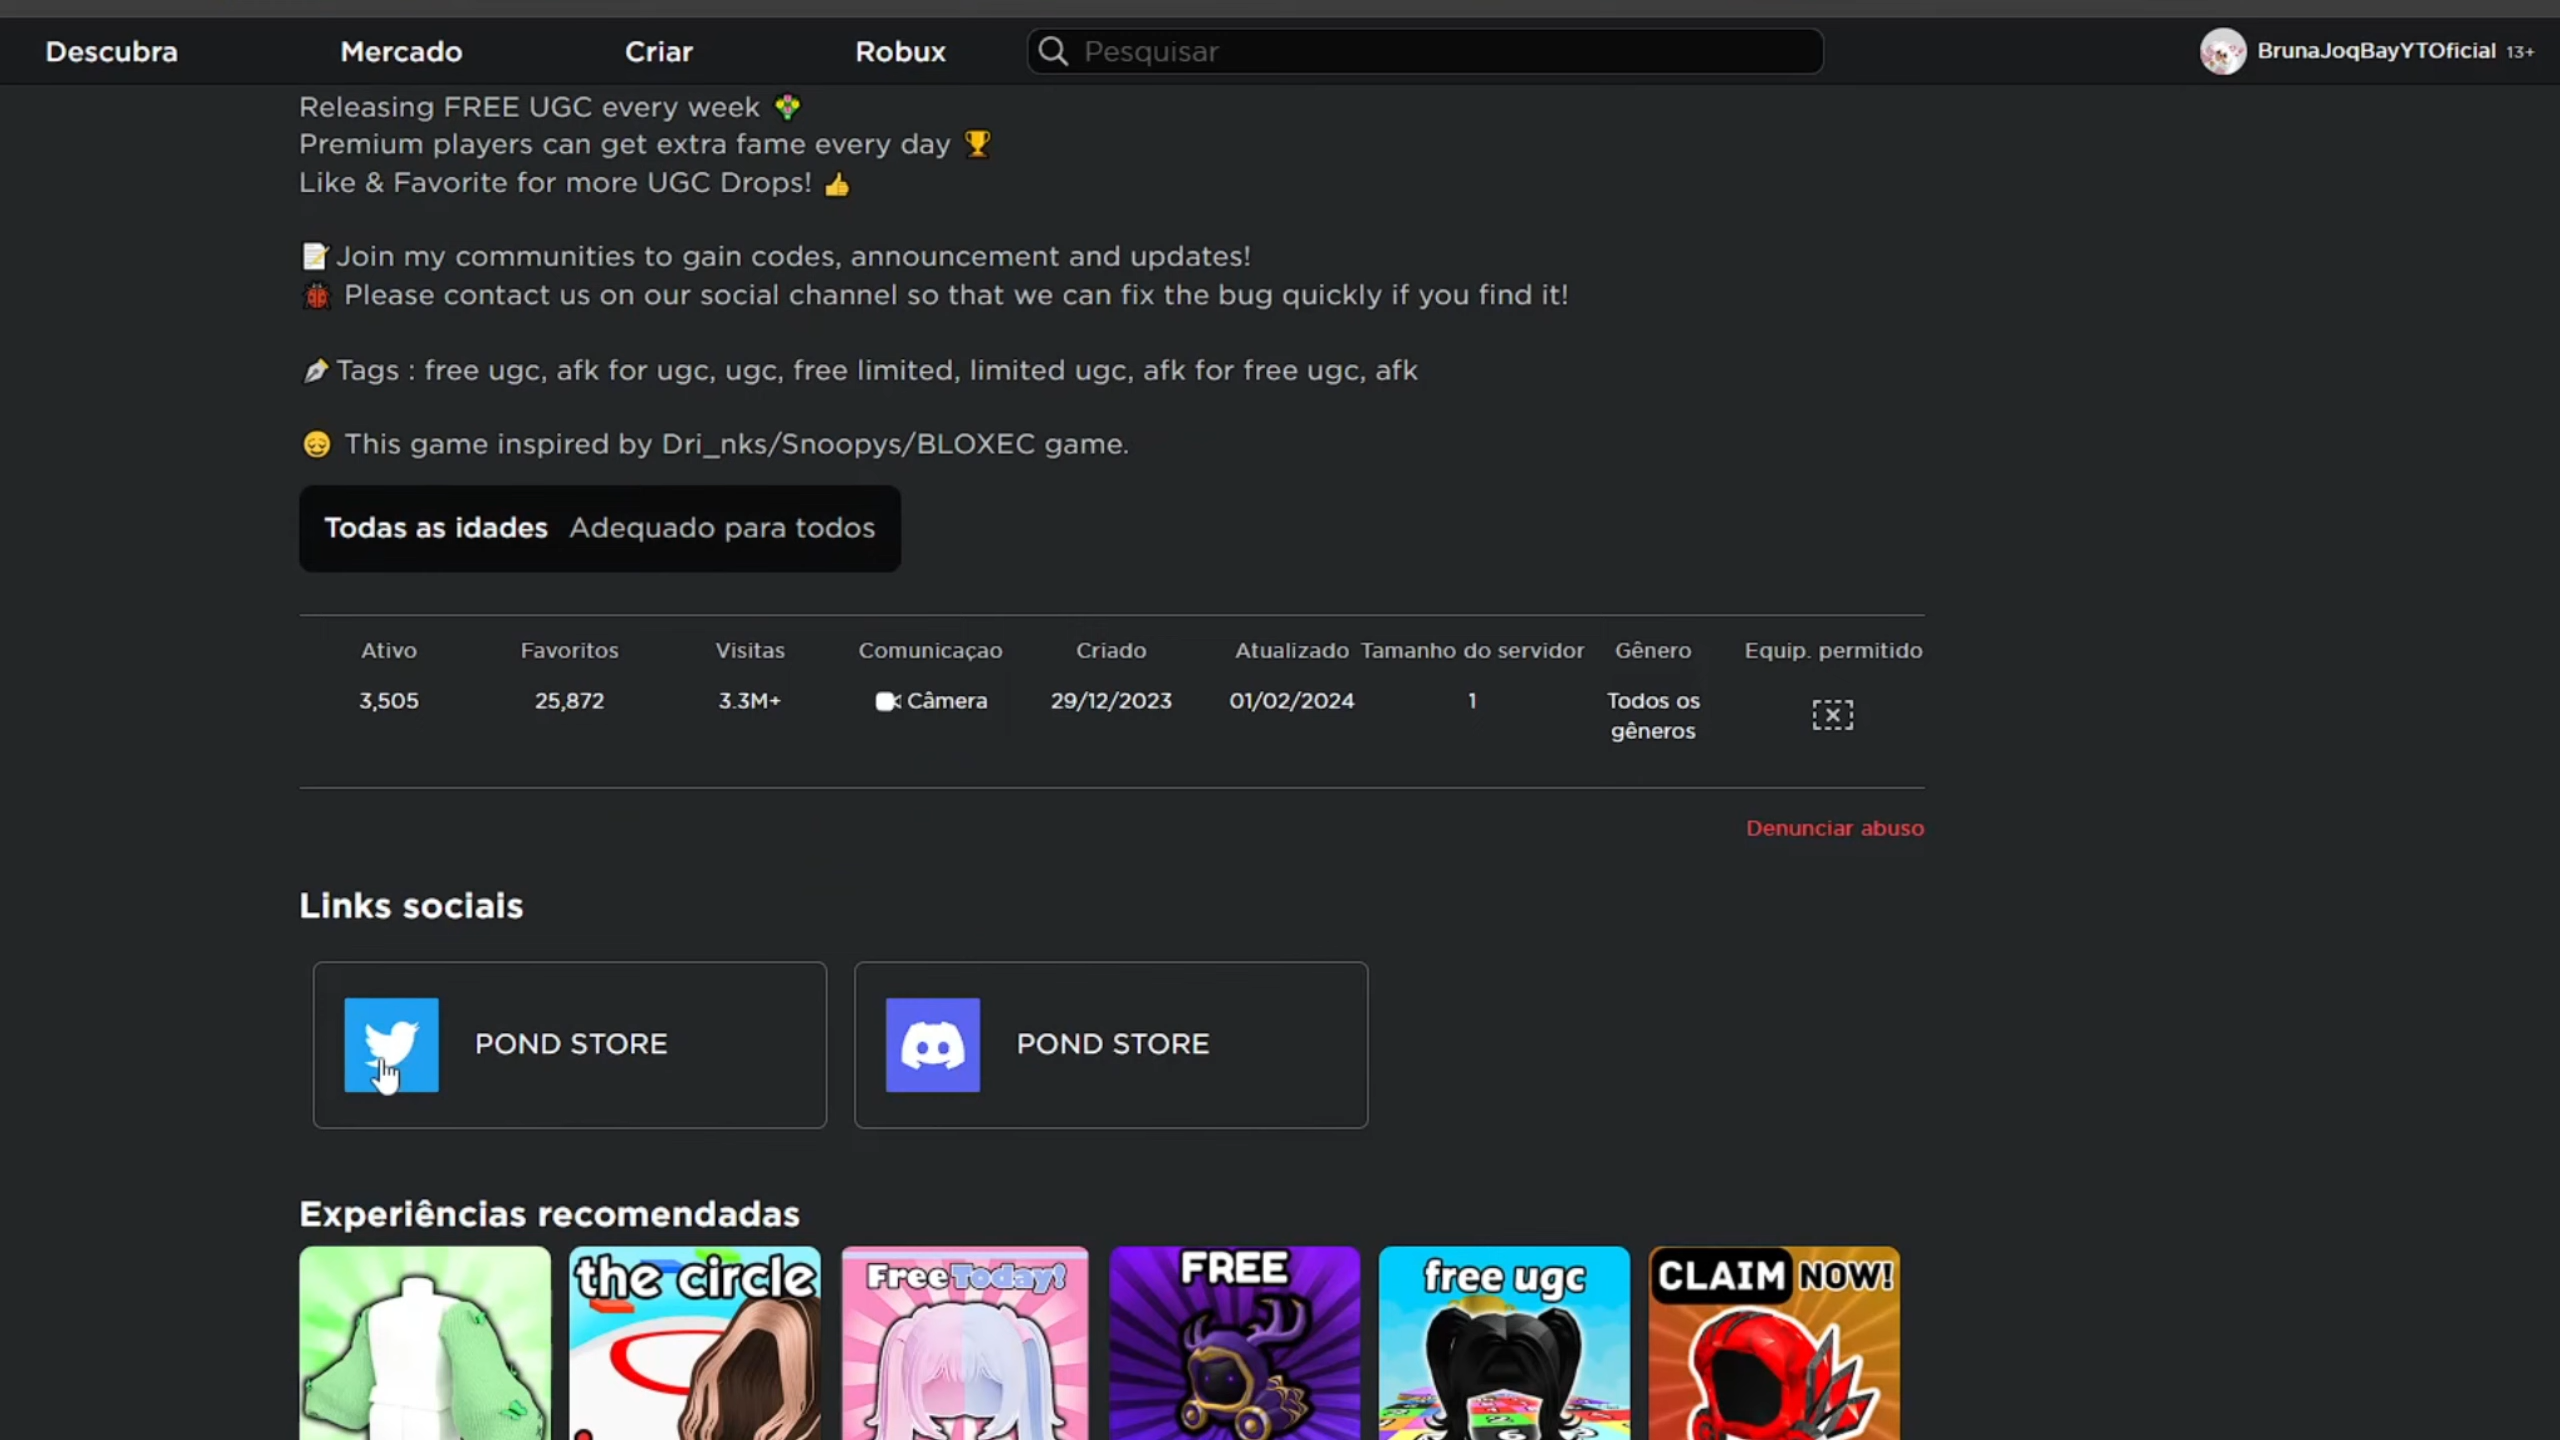 Descubra Mercado Criar Robux Pesquisar BrunaJoqBayYTOficial 13+
Releasing FREE UGC every week
Premium players can get extra fame every day
Like & Favorite for more UGC Drops!
Join my communities to gain codes, announcement and updates!
Please contact us on our social channel so that we can fix the bug quickly if you find it!
Tags : free ugc, afk for ugc, ugc, free limited, limited ugc, afk for free ugc, afk
This game inspired by Dri_nks/Snoopys/BLOXEC game.
Todas as idades Adequado para todos
Ativo Favoritos Visitas Comunicaçao Criado Atualizado Tamanho do servidor Gênero Equip. permitido
3,505 25,872 3.3M+ Câmera 29/12/2023 01/02/2024 1 Todos os
gêneros
Denunciar abuso
Links sociais
POND STORE POND STORE
Experiências recomendadas
the circle FreeToday! FREE free ugc CLAIM NOW!